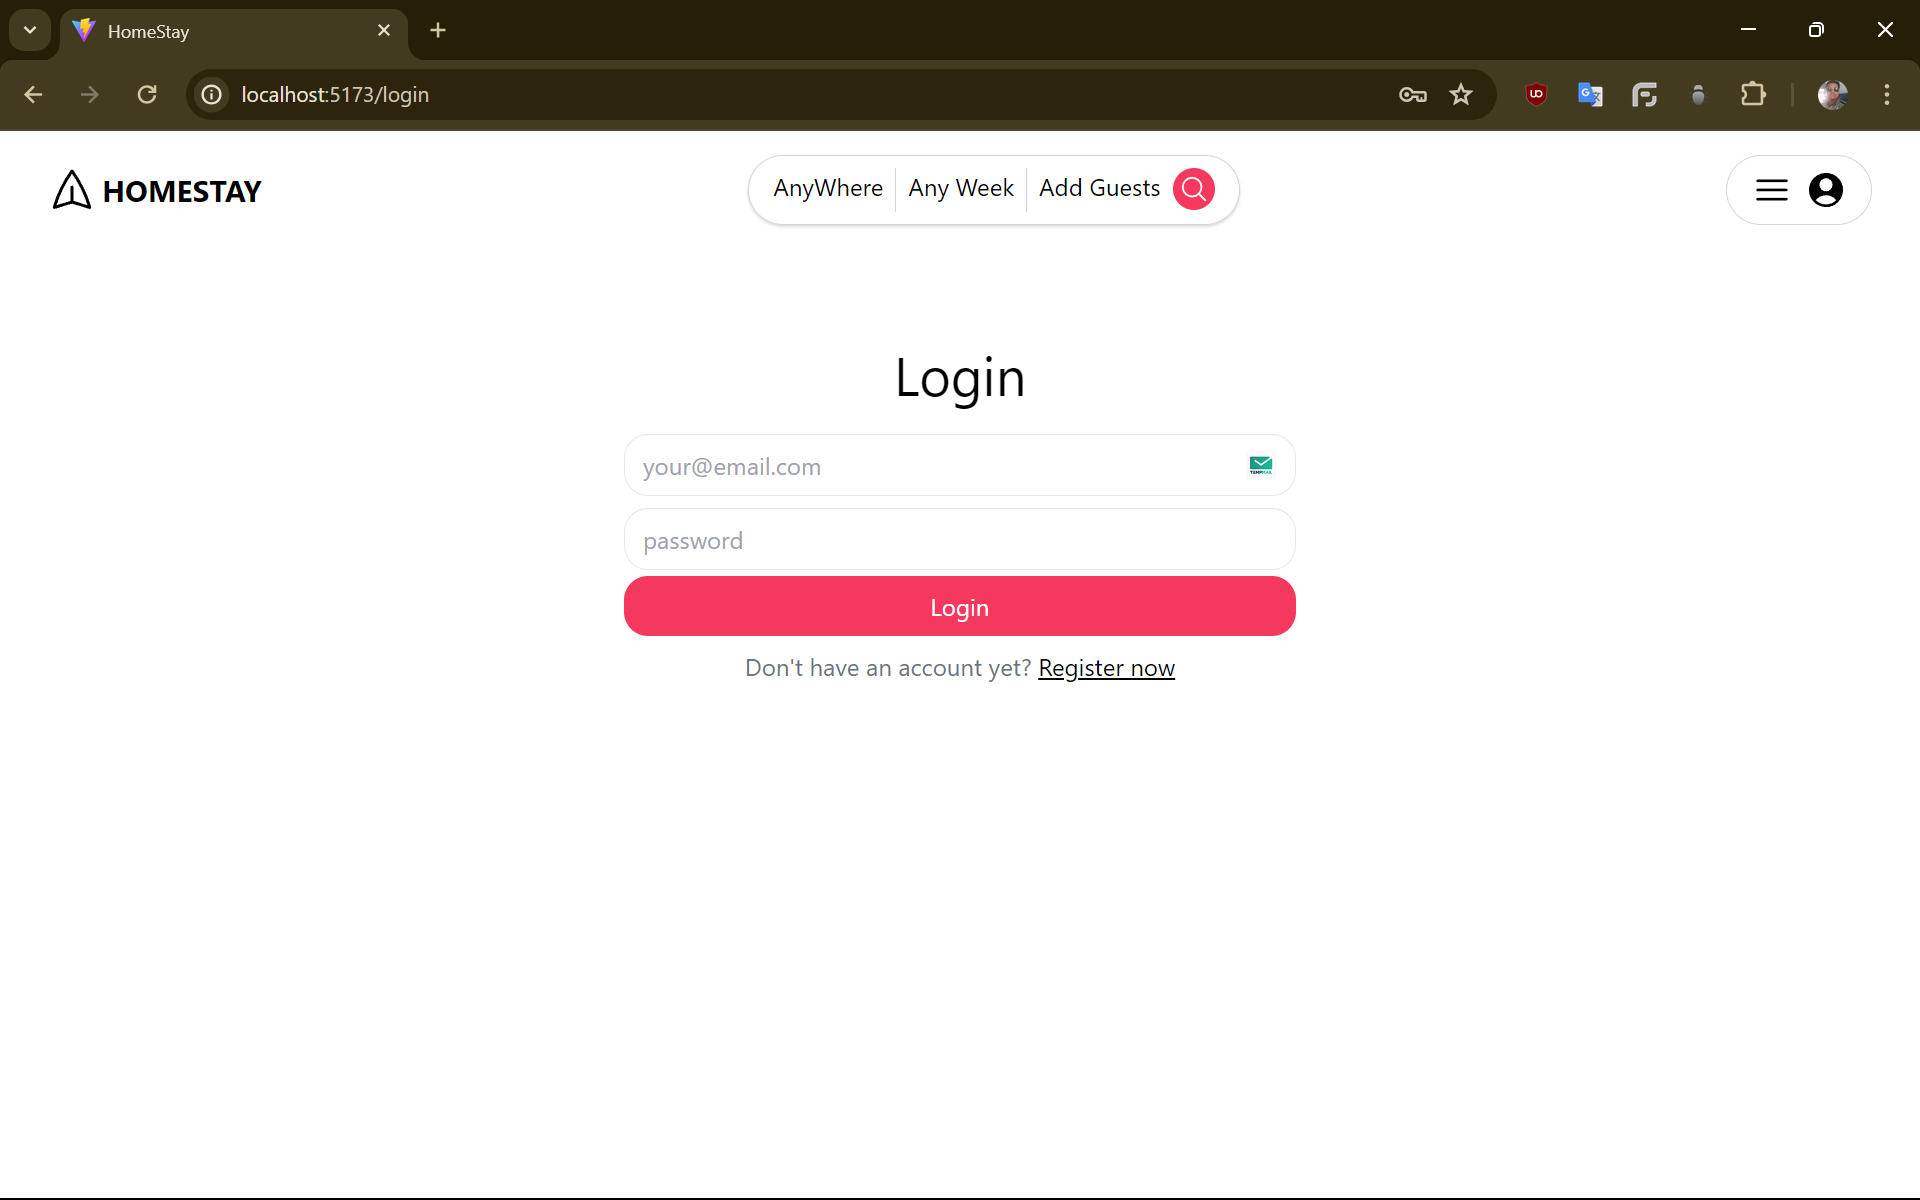 HomeStay
localhost:5173/login
HOMESTAY
AnyWhere
Any Week
Add Guests
Login
your@email.com
TEMPMAIL
password
Login
Don't have an account yet? Register now